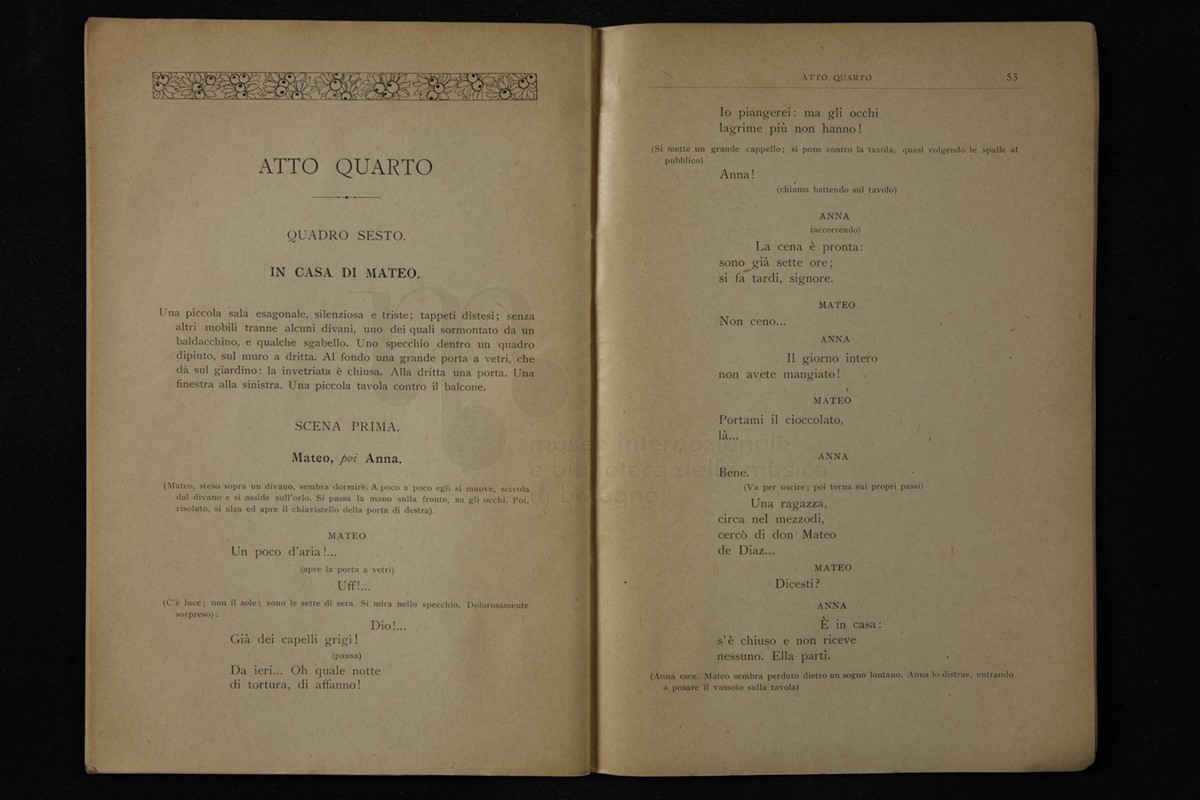 ATTO QUARTO
QUADRO SESTO.
IN CASA DI MATEO.
Una piccola sala esagonale, silenziosa e triste; tappeti distesi; senza
altri mobili tranne alcuni divani, uno dei quali sormontato da un
baldacchino, e qualche sgabello. Uno specchio dentro un quadro
dipinto, sul muro a dritta. Al fondo una grande porta a vetri, che
dà sul giardino: la invetriata è chiusa. Alla dritta una porta. Una
finestra alla sinistra. Una piccola tavola contro il balcone.
SCENA PRIMA.
Mateo, poi Anna.
(Mateo, steso sopra un divano, sembra dormire. A poco a poco egli si muove, scivola
dal divano e si asside sull'orlo. Si passa la mano sulla fronte, su gli occhi. Poi,
risoluto, si alza ed apre il chiavistello della porta di destra).
MATEO
Un poco d'aria!...
(apre la porta a vetri)
Uff!...
(C'è luce; non il sole; sono le sette di sera. Si mira nello specchio. Dolorosamente
sorpreso):
Dio!...
Già dei capelli grigi!
(pausa)
Da ieri... Oh quale notte
di tortura, di affanno!
ATTO QUARTO 53
Io piangerei: ma gli occhi
lagrime più non hanno!
(Si mette un grande cappello; si pone contro la tavola, quasi volgendo le spalle al
pubblico)
Anna!
(chiama battendo sul tavolo)
ANNA
(accorrendo)
La cena è pronta:
sono già sette ore;
si fa tardi, signore.
MATEO
Non ceno...
ANNA
Il giorno intero
non avete mangiato!
MATEO
Portami il cioccolato,
là...
ANNA
Bene.
(Va per uscire; poi torna sui propri passi)
Una ragazza,
circa nel mezzodì,
cercò di don Mateo
de Diaz...
MATEO
Dicesti?
ANNA
È in casa:
s'è chiuso e non riceve
nessuno. Ella partì.
(Anna esce. Mateo sembra perduto dietro un sogno lontano. Anna lo distrae, entrando
a posare il vassoio sulla tavola)
museo internazionale
e biblioteca della musica
di bologna